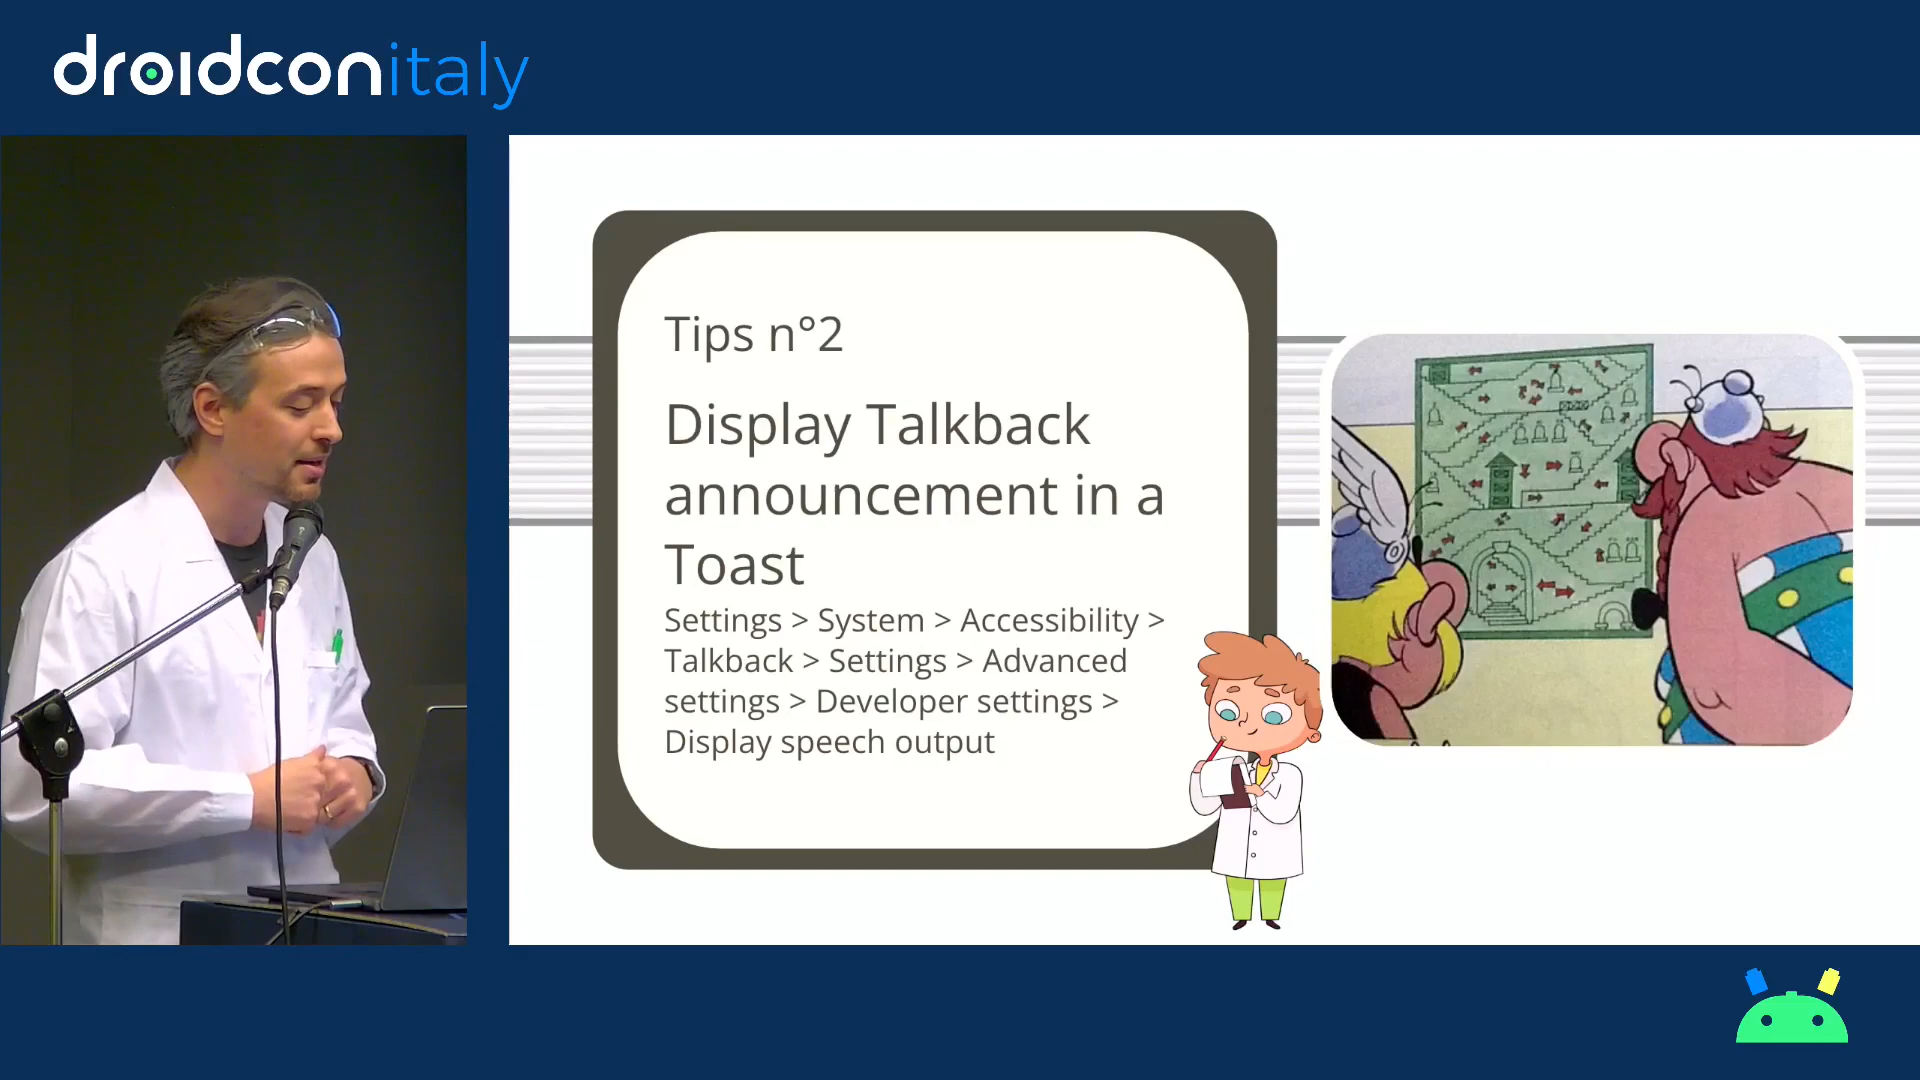 droidconitaly
Tips n°2
Display Talkback
announcement in a
Toast
Settings > System > Accessibility >
Talkback > Settings > Advanced
settings > Developer settings >
Display speech output